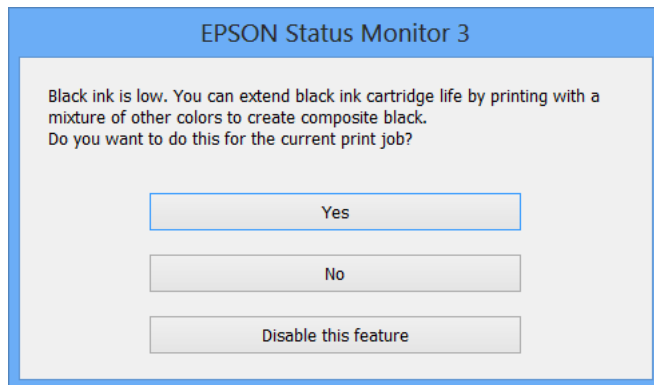 EPSON Status Monitor 3
Black ink is low. You can extend black ink cartridge life by printing with a
mixture of other colors to create composite black.
Do you want to do this for the current print job?
Yes
No
Disable this feature